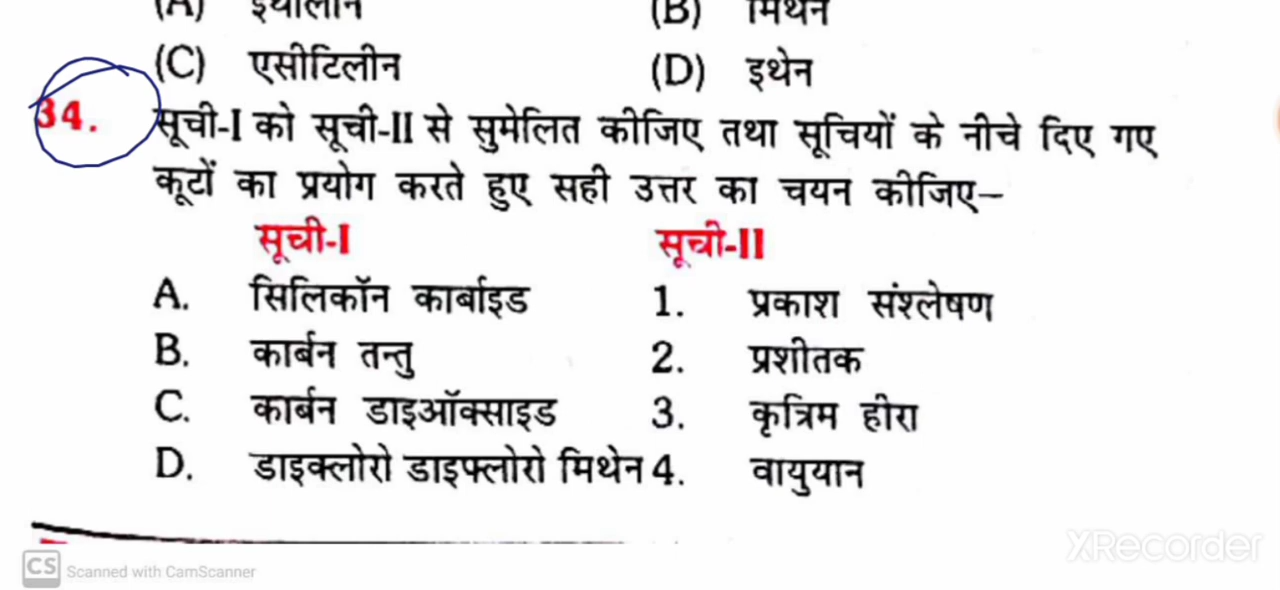 (A) इथीलीन (B) मिथेन
(C) एसीटिलीन (D) इथेन
34. सूची-I को सूची-II से सुमेलित कीजिए तथा सूचियों के नीचे दिए गए
कूटों का प्रयोग करते हुए सही उत्तर का चयन कीजिए–
सूची-I सूची-II
A. सिलिकॉन कार्बाइड 1. प्रकाश संश्लेषण
B. कार्बन तन्तु 2. प्रशीतक
C. कार्बन डाइऑक्साइड 3. कृत्रिम हीरा
D. डाइक्लोरो डाइफ्लोरो मिथेन 4. वायुयान
CS Scanned with CamScanner
XRecorder